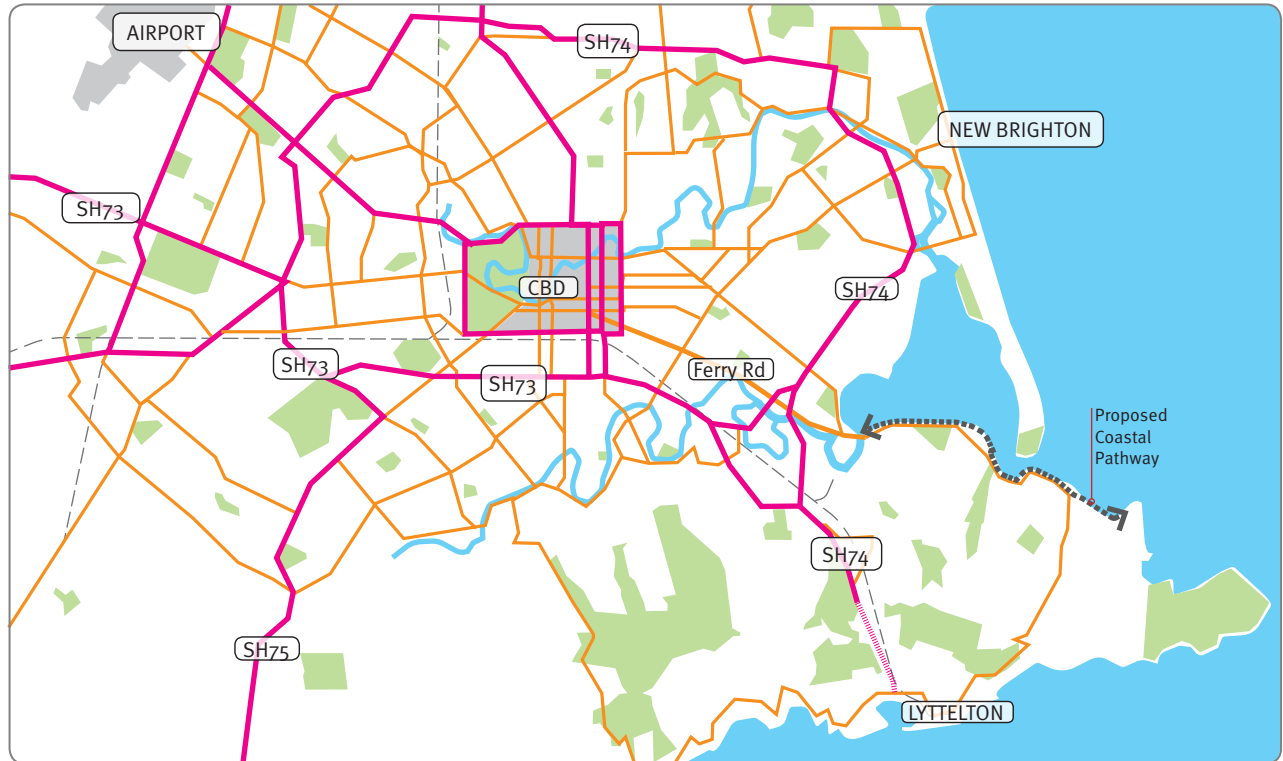 AIRPORT
SH74
NEW BRIGHTON
SH73
CBD
SH74
Ferry Rd
SH73
SH73
Proposed
Coastal
Pathway
SH74
SH75
LYTTELTON